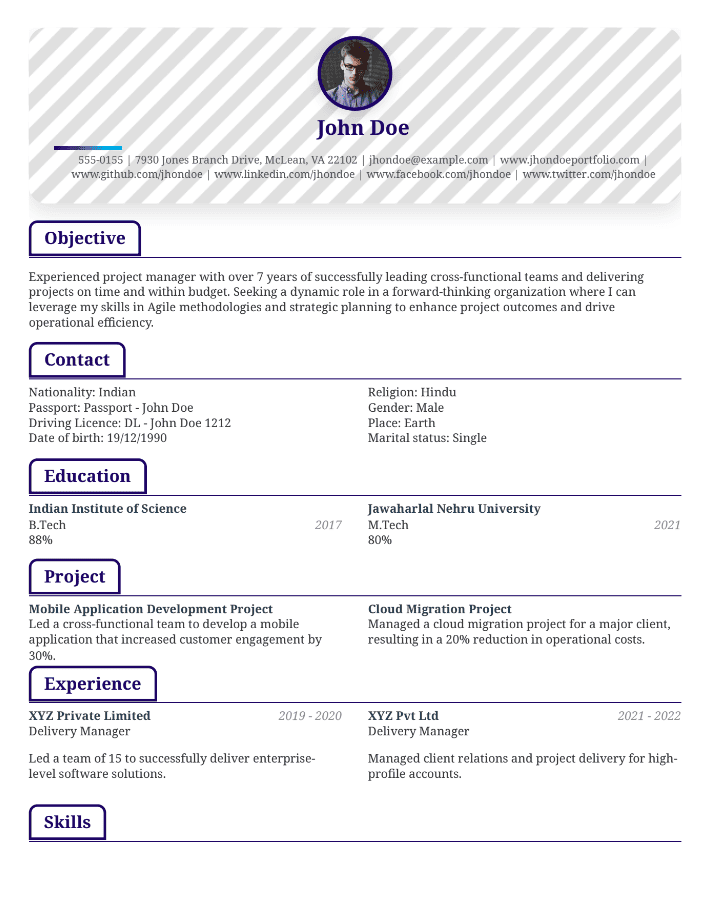 John Doe
555-0155 | 7930 Jones Branch Drive, McLean, VA 22102 | jhondoe@example.com | www.jhondoeportfolio.com |
www.github.com/jhondoe | www.linkedin.com/jhondoe | www.facebook.com/jhondoe | www.twitter.com/jhondoe
Objective
Experienced project manager with over 7 years of successfully leading cross-functional teams and delivering
projects on time and within budget. Seeking a dynamic role in a forward-thinking organization where I can
leverage my skills in Agile methodologies and strategic planning to enhance project outcomes and drive
operational efficiency.
Contact
Nationality: Indian
Passport: Passport - John Doe
Driving Licence: DL - John Doe 1212
Date of birth: 19/12/1990
Religion: Hindu
Gender: Male
Place: Earth
Marital status: Single
Education
Indian Institute of Science
B.Tech 2017
88%
Jawaharlal Nehru University
M.Tech 2021
80%
Project
Mobile Application Development Project
Led a cross-functional team to develop a mobile
application that increased customer engagement by
30%.
Cloud Migration Project
Managed a cloud migration project for a major client,
resulting in a 20% reduction in operational costs.
Experience
XYZ Private Limited 2019 - 2020
Delivery Manager
Led a team of 15 to successfully deliver enterprise-
level software solutions.
XYZ Pvt Ltd 2021 - 2022
Delivery Manager
Managed client relations and project delivery for high-
profile accounts.
Skills